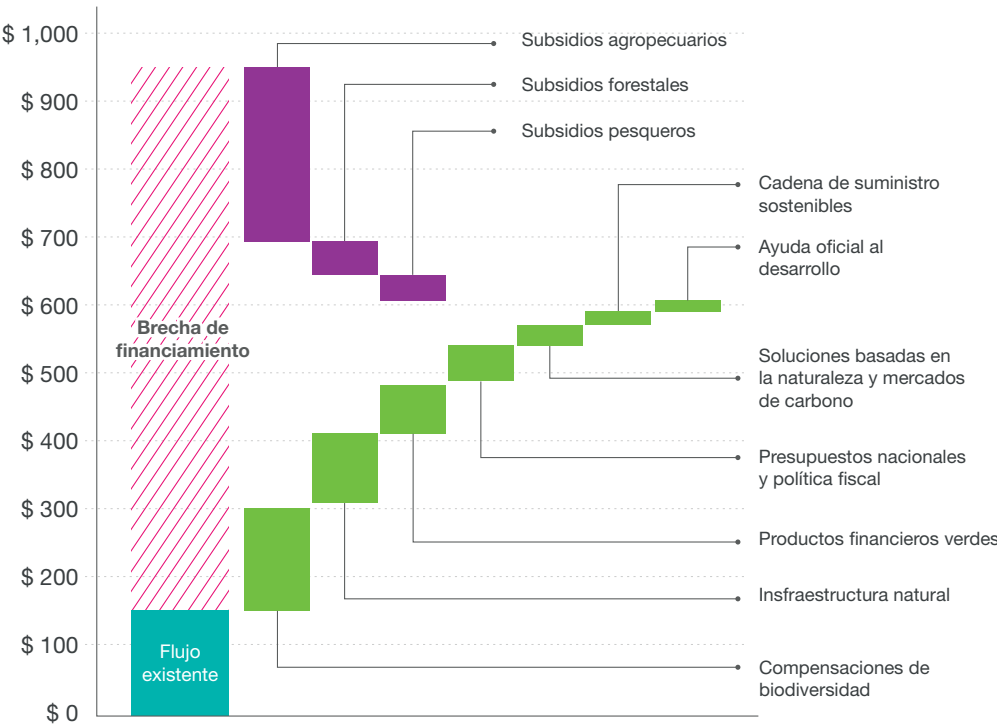 $ 1,000
$ 900
$ 800
$ 700
$ 600
$ 500
$ 400
$ 300
$ 200
$ 100
$ 0
Brecha de
financiamiento
Flujo
existente
Subsidios agropecuarios
Subsidios forestales
Subsidios pesqueros
Cadena de suministro
sostenibles
Ayuda oficial al
desarrollo
Soluciones basadas en
la naturaleza y mercados
de carbono
Presupuestos nacionales
y política fiscal
Productos financieros verdes
Insfraestructura natural
Compensaciones de
biodiversidad